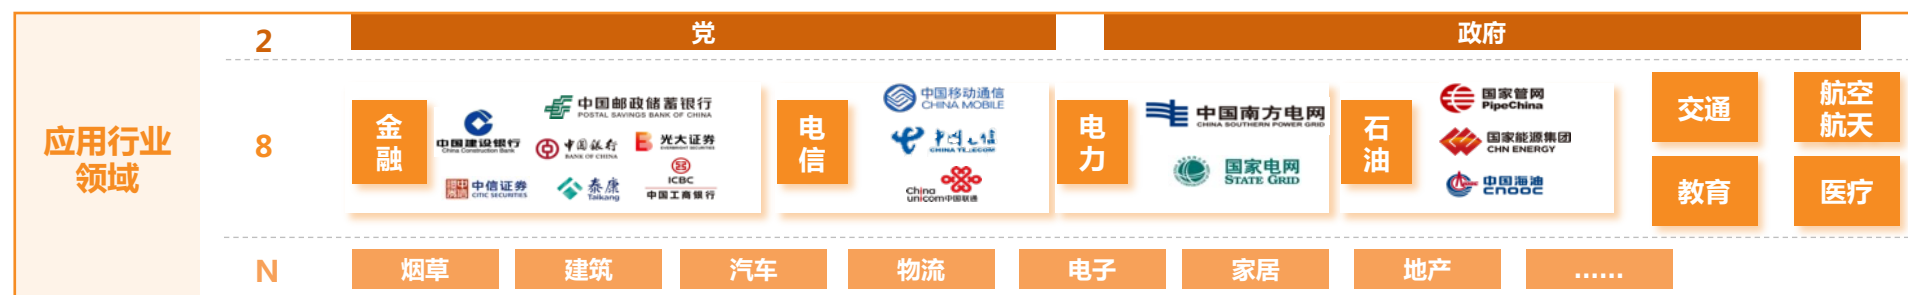 应用行业
领域
2
党
政府
8
金
融
中国建设银行
China Construction Bank
中国邮政储蓄银行
POSTAL SAVINGS BANK OF CHINA
中国银行
BANK OF CHINA
光大证券
EVERBRIGHT SECURITIES
中信证券
CITIC SECURITIES
泰康
Taikang
ICBC
中国工商银行
电
信
中国移动通信
CHINA MOBILE
中国电信
CHINA TELECOM
China
unicom中国联通
电
力
中国南方电网
CHINA SOUTHERN POWER GRID
国家电网
STATE GRID
石
油
国家管网
PipeChina
国家能源集团
CHN ENERGY
中国海油
CNOOC
交通
航空
航天
教育
医疗
N
烟草
建筑
汽车
物流
电子
家居
地产
......